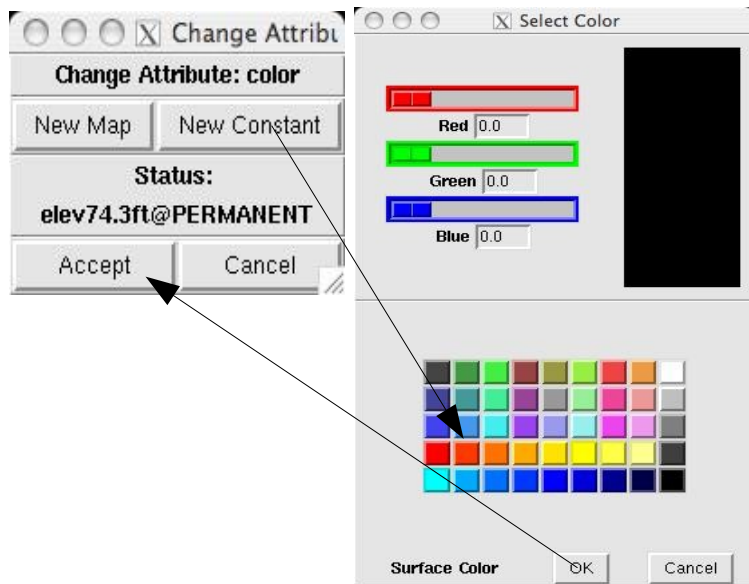 X Change Attribu
Change Attribute: color
New Map New Constant
Status:
elev74.3ft@PERMANENT
Accept Cancel
X Select Color
Red 0.0
Green 0.0
Blue 0.0
Surface Color OK Cancel